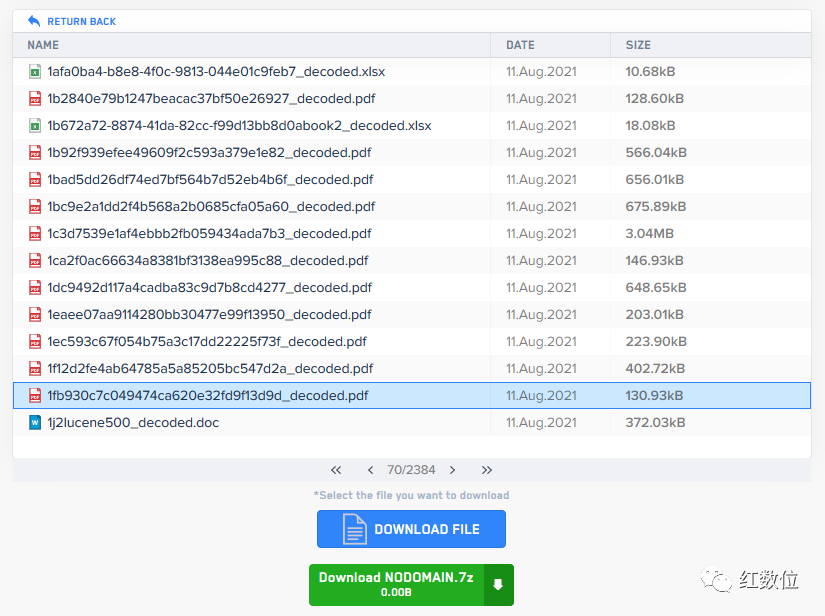 RETURN BACK
NAME DATE SIZE
1afa0ba4-b8e8-4f0c-9813-044e01c9feb7_decoded.xlsx 11.Aug.2021 10.68kB
1b2840e79b1247beacac37bf50e26927_decoded.pdf 11.Aug.2021 128.60kB
1b672a72-8874-41da-82cc-f99d13bb8d0abook2_decoded.xlsx 11.Aug.2021 18.08kB
1b92f939efee49609f2c593a379e1e82_decoded.pdf 11.Aug.2021 566.04kB
1bad5dd26df74ed7bf564b7d52eb4b6f_decoded.pdf 11.Aug.2021 656.01kB
1bc9e2a1dd2f4b568a2b0685cfa05a60_decoded.pdf 11.Aug.2021 675.89kB
1c3d7539e1af4ebbb2fb059434ada7b3_decoded.pdf 11.Aug.2021 3.04MB
1ca2f0ac66634a8381bf3138ea995c88_decoded.pdf 11.Aug.2021 146.93kB
1dc9492d117a4cadba83c9d7b8cd4277_decoded.pdf 11.Aug.2021 648.65kB
1eaee07aa9114280bb30477e99f13950_decoded.pdf 11.Aug.2021 203.01kB
1ec593c67f054b75a3c17dd22225f73f_decoded.pdf 11.Aug.2021 223.90kB
1f12d2fe4ab64785a5a85205bc547d2a_decoded.pdf 11.Aug.2021 402.72kB
1fb930c7c049474ca620e32fd9f13d9d_decoded.pdf 11.Aug.2021 130.93kB
1j2lucene500_decoded.doc 11.Aug.2021 372.03kB
« ‹ 70/2384 › »
*Select the file you want to download
DOWNLOAD FILE
Download NODOMAIN.7z
0.00B
红数位